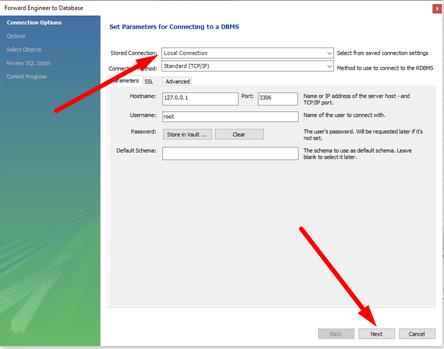 Forward Engineer to Database
Connection Options
Options
Select Objects
Review SQL Script
Commit Progress
Set Parameters for Connecting to a DBMS
Stored Connection: Local Connection Select from saved connection settings
Standard (TCP/IP) Method to use to connect to the RDBMS
SSL Advanced
Hostname: 127.0.0.1 Port: 3306 Name or IP address of the server host - and
TCP/IP port.
Username: root Name of the user to connect with.
Password: Store in Vault ... Clear The user's password. Will be requested later if it's
not set.
Default Schema: The schema to use as default schema. Leave
blank to select it later.
Back Next Cancel